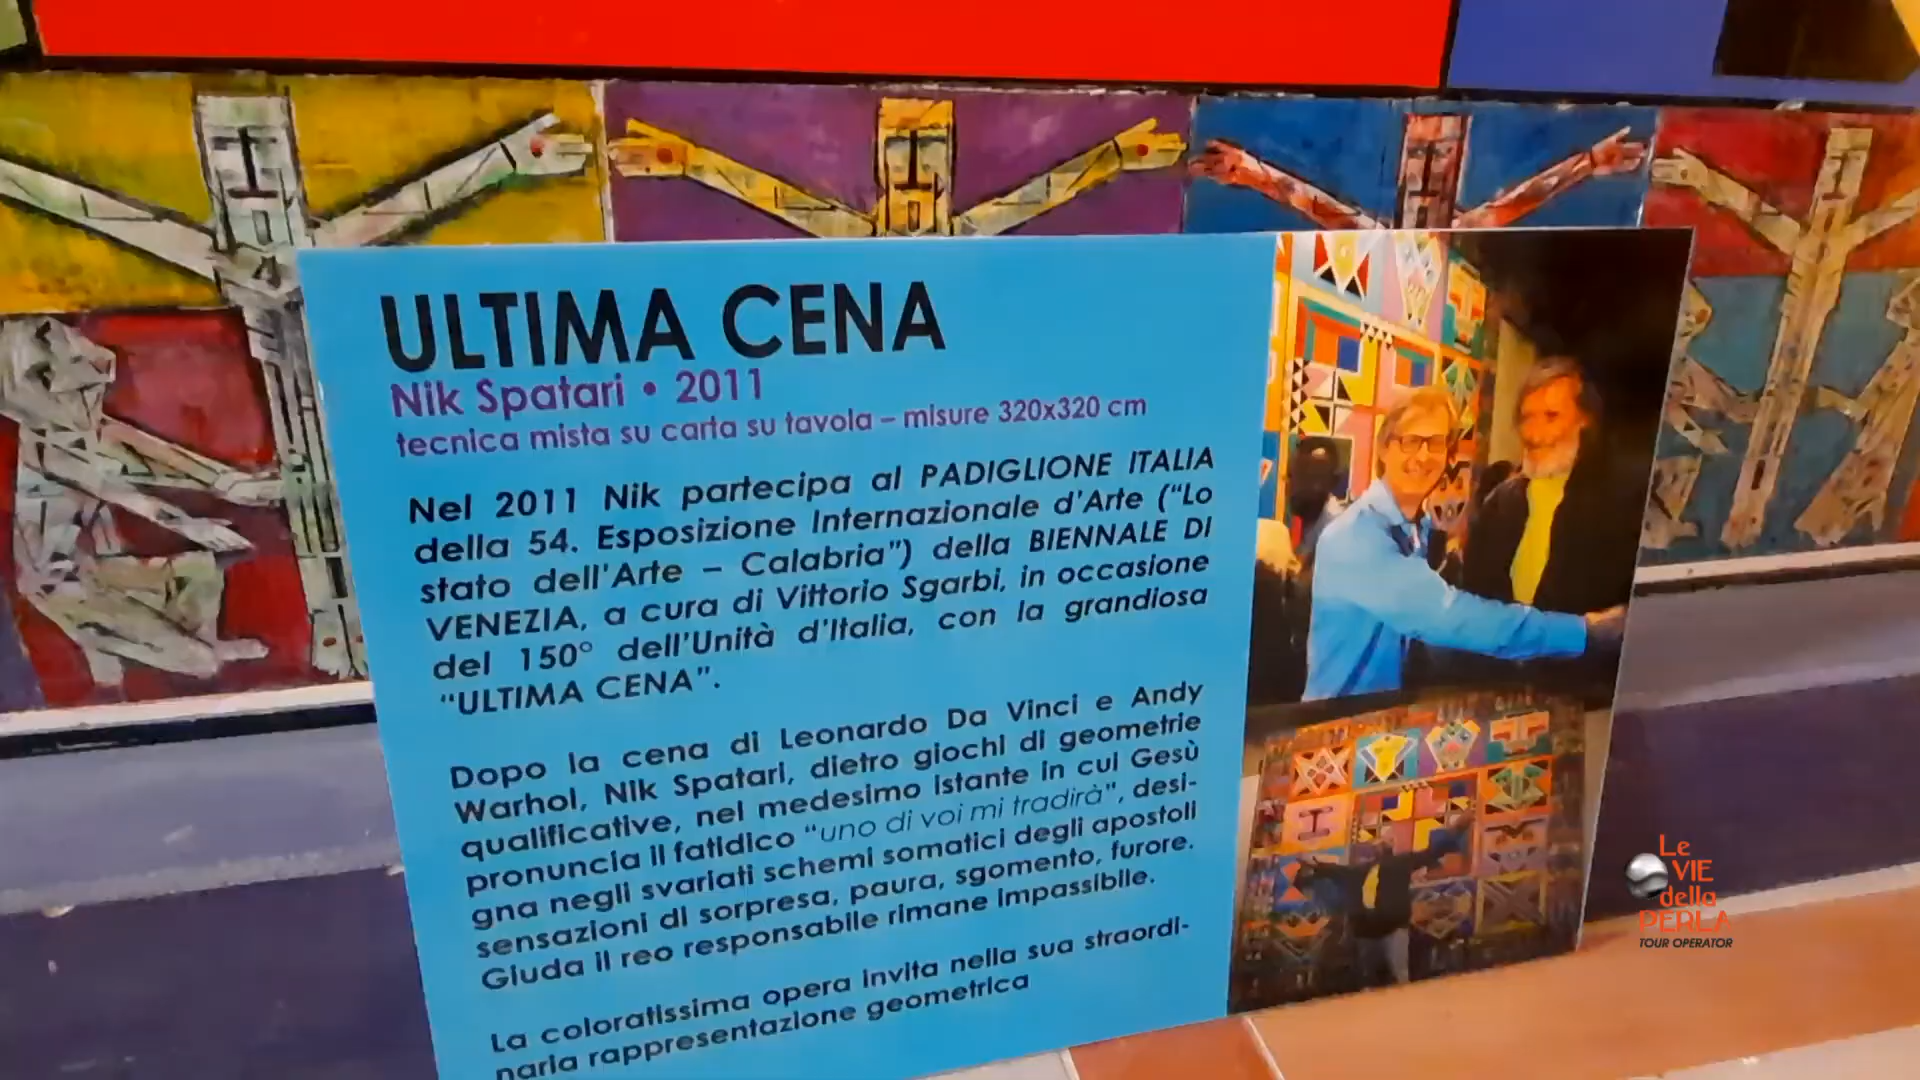 ULTIMA CENA
Nik Spatari • 2011
tecnica mista su carta su tavola – misure 320x320 cm
Nel 2011 Nik partecipa al PADIGLIONE ITALIA
della 54. Esposizione Internazionale d'Arte ("Lo
stato dell'Arte – Calabria") della BIENNALE DI
VENEZIA, a cura di Vittorio Sgarbi, in occasione
del 150° dell'Unità d'Italia, con la grandiosa
"ULTIMA CENA".
Dopo la cena di Leonardo Da Vinci e Andy
Warhol, Nik Spatari, dietro giochi di geometrie
qualificative, nel medesimo istante in cui Gesù
pronuncia il fatidico "uno di voi mi tradirà", desi-
gna negli svariati schemi somatici degli apostoli
sensazioni di sorpresa, paura, sgomento, furore.
Giuda il reo responsabile rimane impassibile.
La coloratissima opera invita nella sua straordi-
naria rappresentazione geometrica
Le
VIE
della
PERLA
TOUR OPERATOR